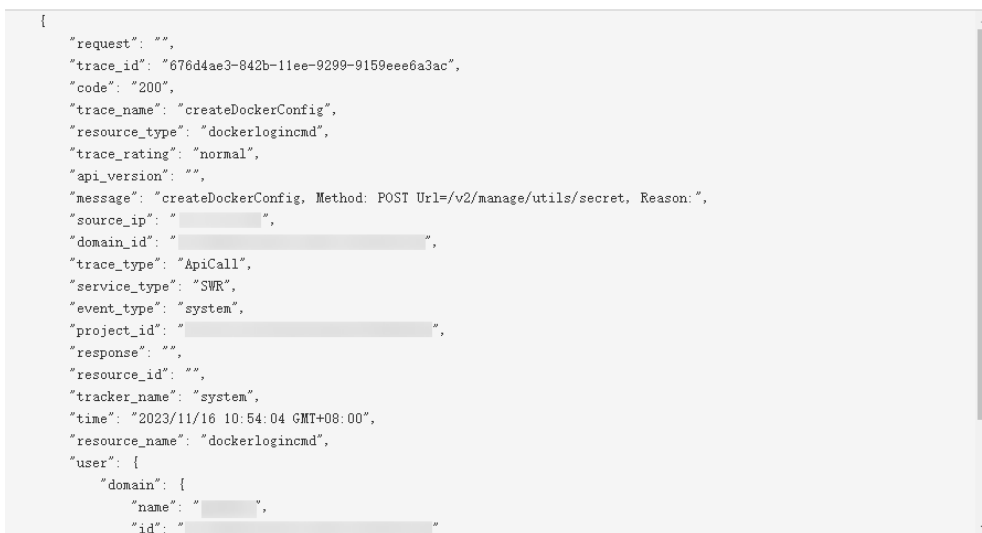 {
"request": "",
"trace_id": "676d4ae3-842b-11ee-9299-9159eee6a3ac",
"code": "200",
"trace_name": "createDockerConfig",
"resource_type": "dockerlogincmd",
"trace_rating": "normal",
"api_version": "",
"message": "createDockerConfig, Method: POST Url=/v2/manage/utils/secret, Reason:",
"source_ip": " ",
"domain_id": " ",
"trace_type": "ApiCall",
"service_type": "SWR",
"event_type": "system",
"project_id": " ",
"response": "",
"resource_id": "",
"tracker_name": "system",
"time": "2023/11/16 10:54:04 GMT+08:00",
"resource_name": "dockerlogincmd",
"user": {
"domain": {
"name": " ",
"id": " "